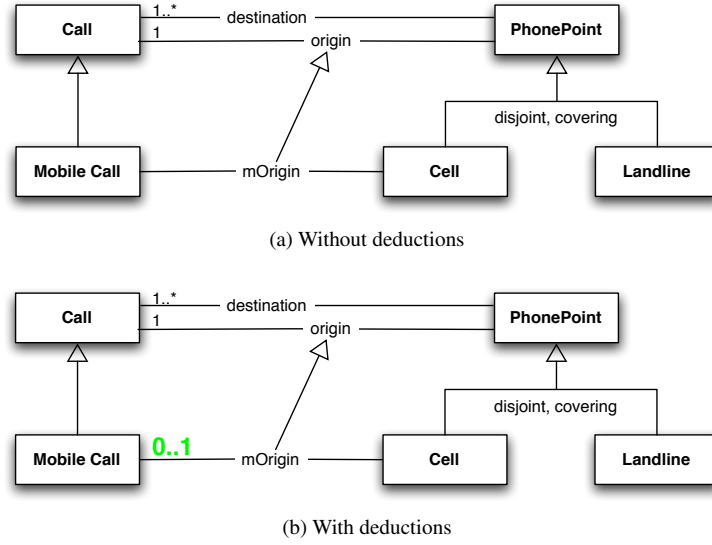 1..*
destination
Call
PhonePoint
1
origin
disjoint, covering
Mobile Call
mOrigin
Cell
Landline
(a) Without deductions
1..*
destination
Call
PhonePoint
1
origin
disjoint, covering
0..1
Mobile Call
mOrigin
Cell
Landline
(b) With deductions